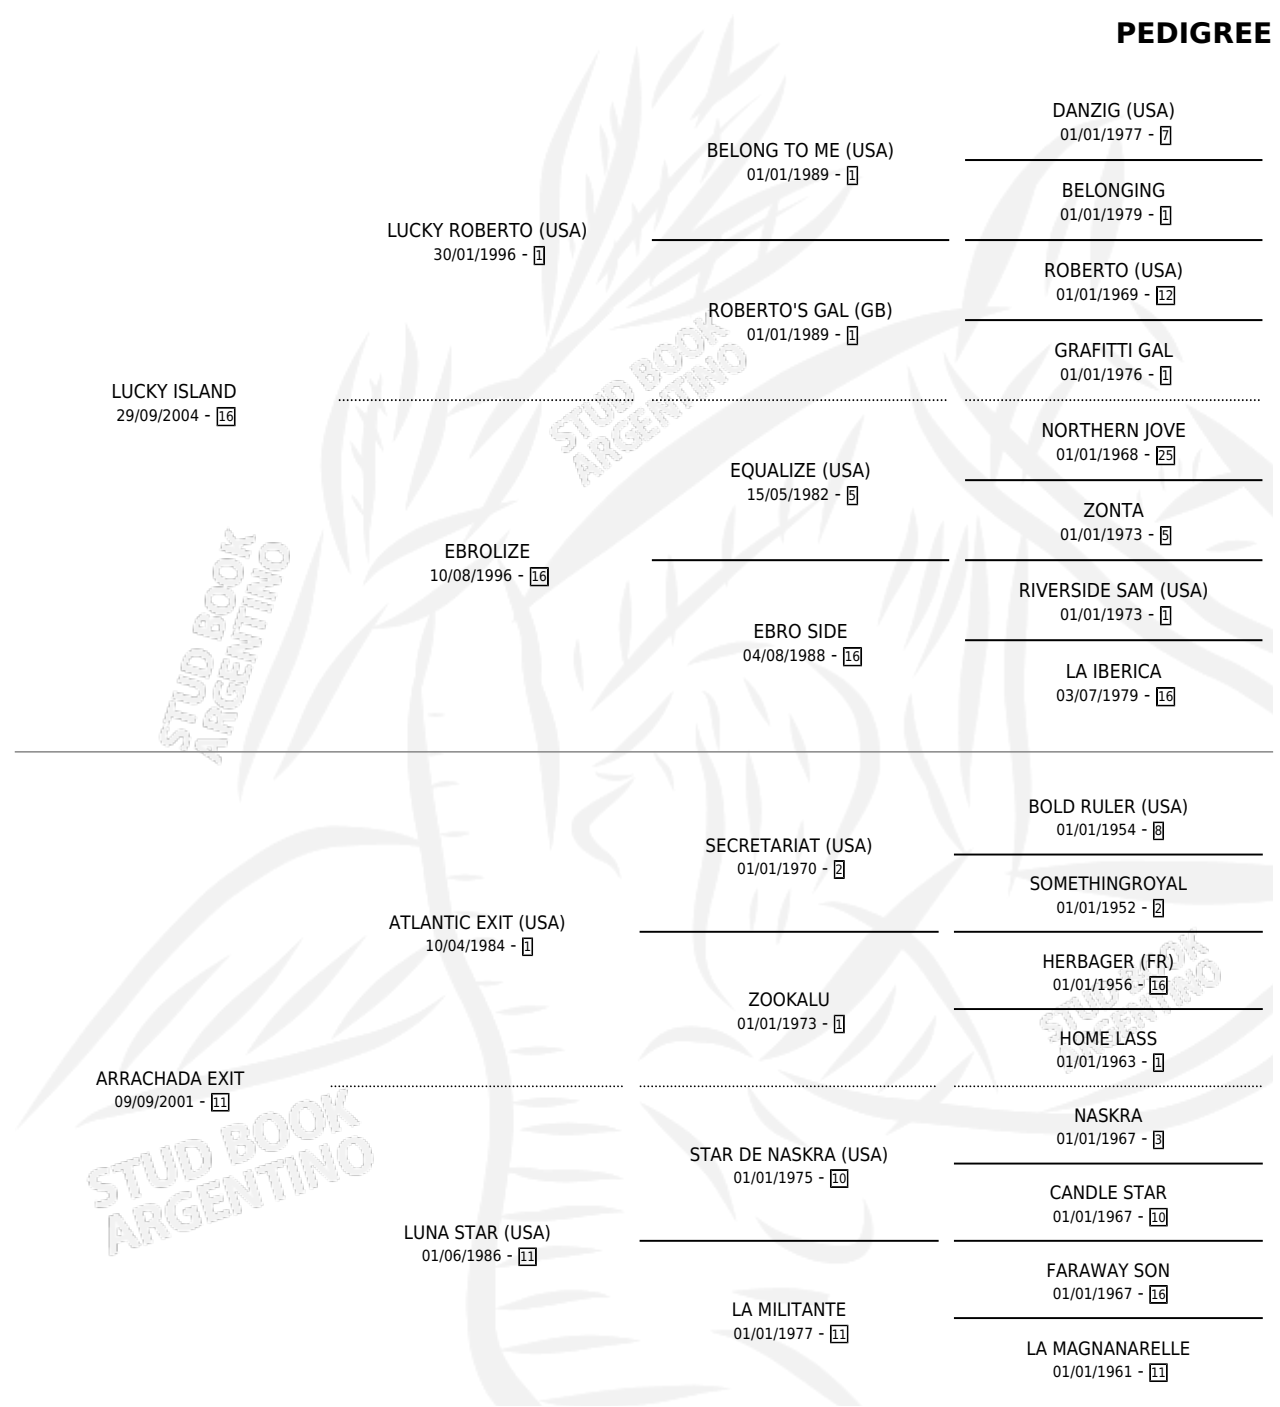 PEDIGREE
DANZIG (USA)
01/01/1977 - 7
BELONG TO ME (USA)
01/01/1989 - 1
BELONGING
01/01/1979 - 1
LUCKY ROBERTO (USA)
30/01/1996 - 1
ROBERTO (USA)
01/01/1969 - 12
ROBERTO'S GAL (GB)
01/01/1989 - 1
GRAFITTI GAL
01/01/1976 - 1
LUCKY ISLAND
29/09/2004 - 16
STUD BOOK
ARGENTINO
NORTHERN JOVE
01/01/1968 - 25
EQUALIZE (USA)
15/05/1982 - 5
ZONTA
01/01/1973 - 5
EBROLIZE
10/08/1996 - 16
RIVERSIDE SAM (USA)
01/01/1973 - 1
EBRO SIDE
04/08/1988 - 16
LA IBERICA
03/07/1979 - 16
STUD BOOK
ARGENTINO
BOLD RULER (USA)
01/01/1954 - 8
SECRETARIAT (USA)
01/01/1970 - 2
SOMETHINGROYAL
01/01/1952 - 2
ATLANTIC EXIT (USA)
10/04/1984 - 1
HERBAGER (FR)
01/01/1956 - 16
STUD BOOK
ARGENTINO
ZOOKALU
01/01/1973 - 1
HOME LASS
01/01/1963 - 1
ARRACHADA EXIT
09/09/2001 - 11
STUD BOOK
ARGENTINO
NASKRA
01/01/1967 - 3
STAR DE NASKRA (USA)
01/01/1975 - 10
CANDLE STAR
01/01/1967 - 10
LUNA STAR (USA)
01/06/1986 - 11
FARAWAY SON
01/01/1967 - 16
LA MILITANTE
01/01/1977 - 11
LA MAGNANARELLE
01/01/1961 - 11